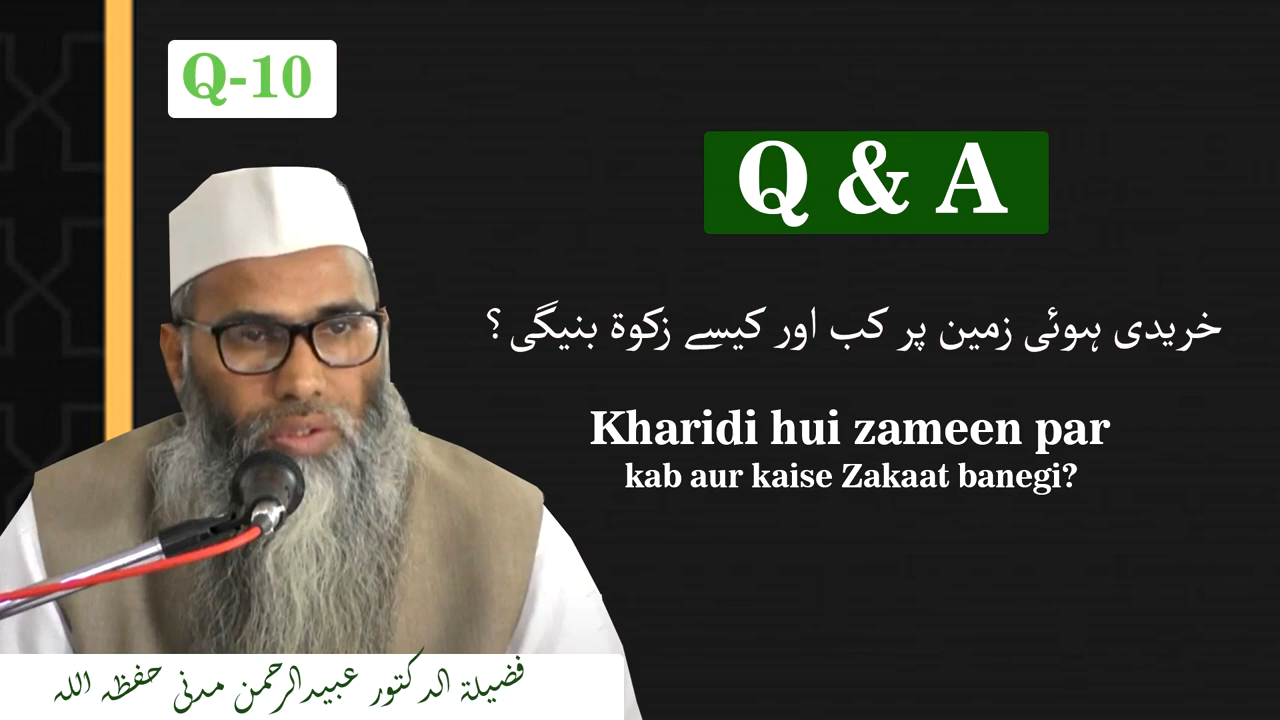 Q-10
Q & A
خریدی ہوئی زمین پر کب اور کیسے زکوۃ بنیگی؟
Kharidi hui zameen par
kab aur kaise Zakaat banegi?
فضیلۃ الدکتور عبیدالرحمن مدنی حفظہ اللہ